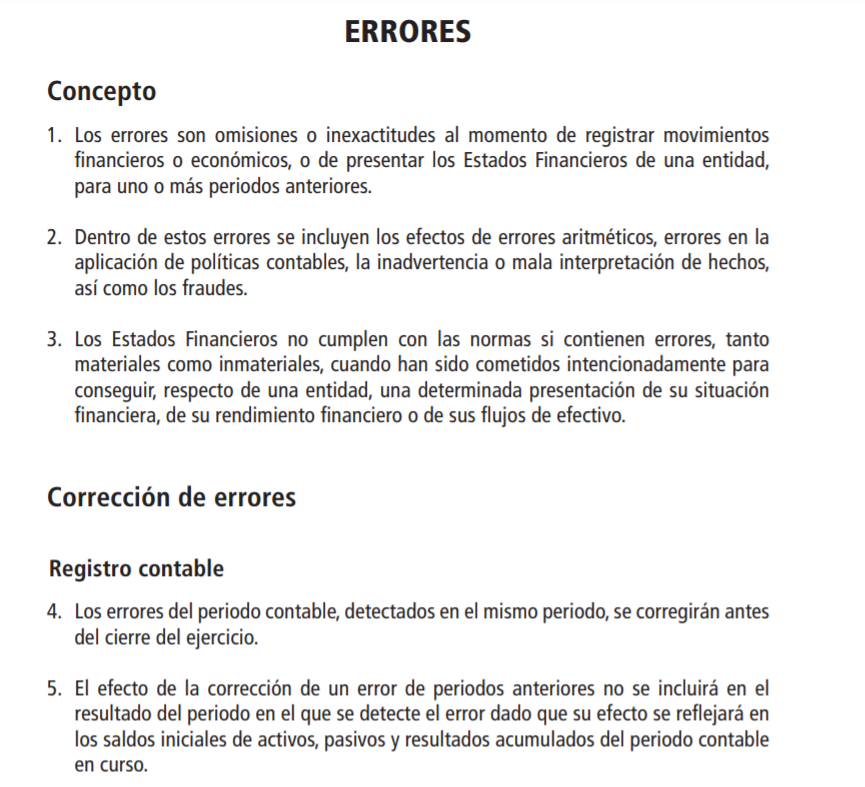 ERRORES
Concepto
1. Los errores son omisiones o inexactitudes al momento de registrar movimientos
financieros o económicos, o de presentar los Estados Financieros de una entidad,
para uno o más periodos anteriores.
2. Dentro de estos errores se incluyen los efectos de errores aritméticos, errores en la
aplicación de políticas contables, la inadvertencia o mala interpretación de hechos,
así como los fraudes.
3. Los Estados Financieros no cumplen con las normas si contienen errores, tanto
materiales como inmateriales, cuando han sido cometidos intencionadamente para
conseguir, respecto de una entidad, una determinada presentación de su situación
financiera, de su rendimiento financiero o de sus flujos de efectivo.
Corrección de errores
Registro contable
4. Los errores del periodo contable, detectados en el mismo periodo, se corregirán antes
del cierre del ejercicio.
5. El efecto de la corrección de un error de periodos anteriores no se incluirá en el
resultado del periodo en el que se detecte el error dado que su efecto se reflejará en
los saldos iniciales de activos, pasivos y resultados acumulados del periodo contable
en curso.